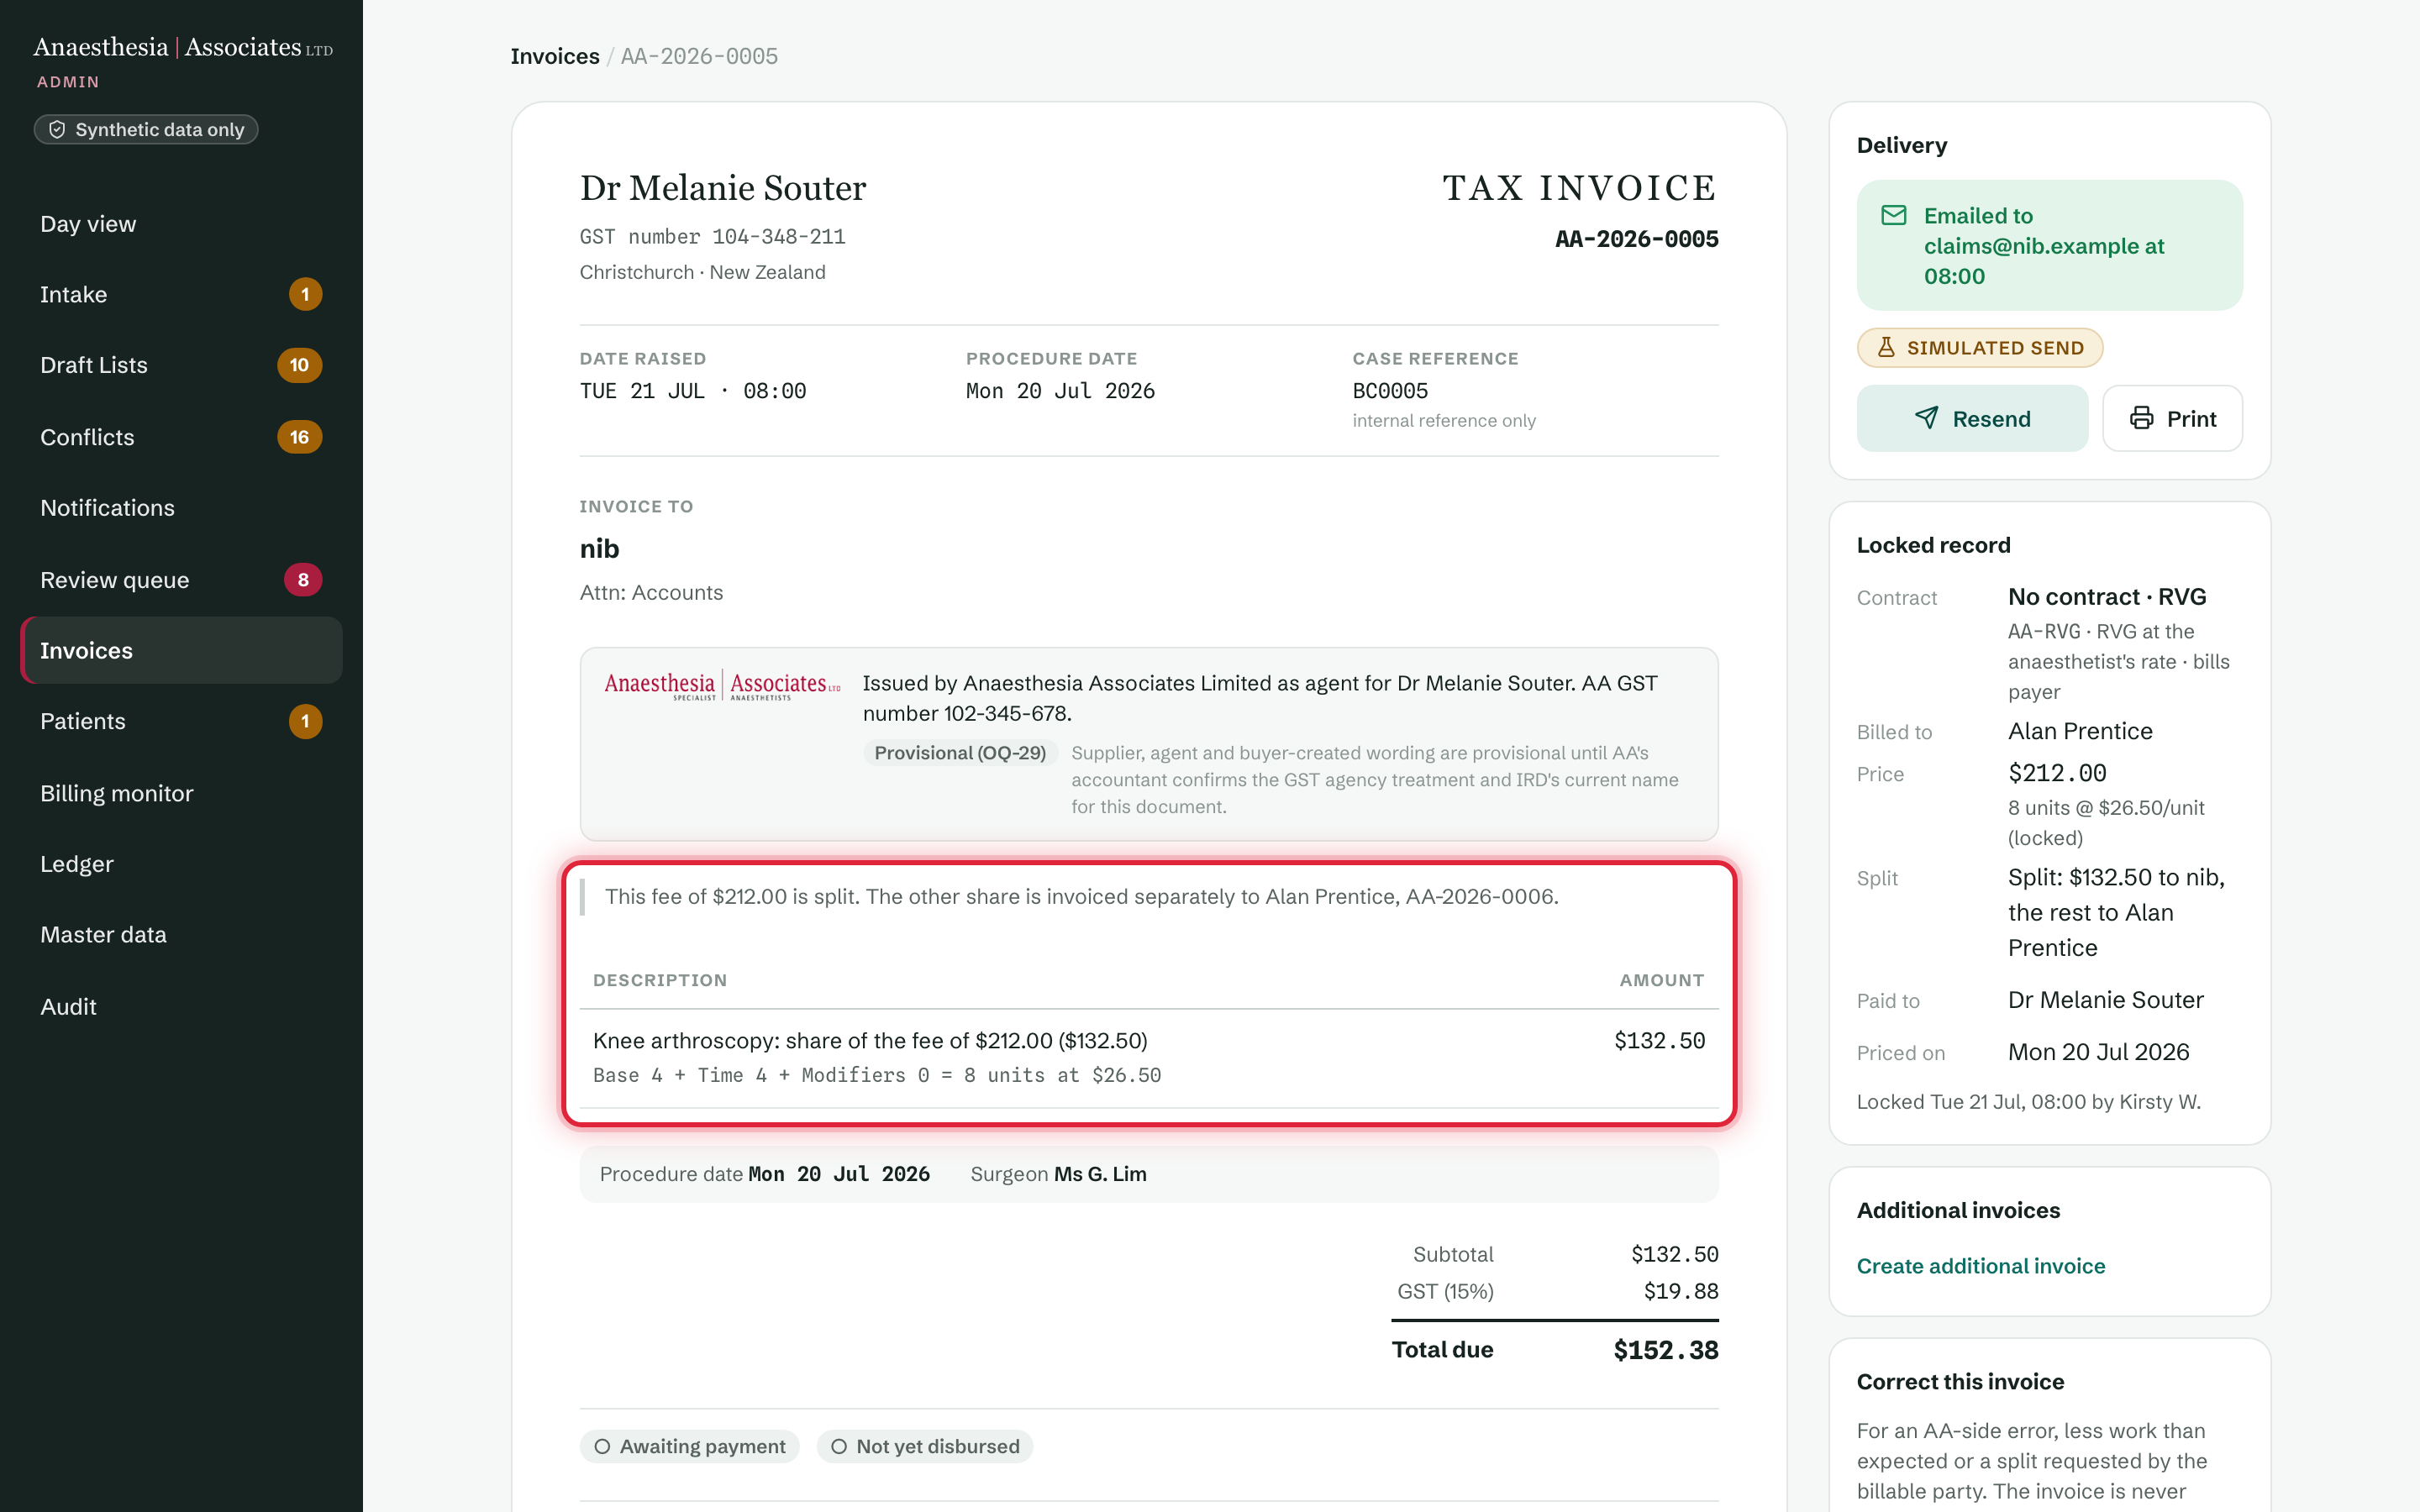 Anaesthesia | Associates LTD
ADMIN
Synthetic data only
Day view
Intake 1
Draft Lists 10
Conflicts 16
Notifications
Review queue 8
Invoices
Patients 1
Billing monitor
Ledger
Master data
Audit
Invoices / AA-2026-0005
Dr Melanie Souter
GST number 104-348-211
Christchurch · New Zealand
TAX INVOICE
AA-2026-0005
DATE RAISED
TUE 21 JUL · 08:00
PROCEDURE DATE
Mon 20 Jul 2026
CASE REFERENCE
BC0005
internal reference only
INVOICE TO
nib
Attn: Accounts
Anaesthesia | Associates LTD
SPECIALIST ANAESTHETISTS
Issued by Anaesthesia Associates Limited as agent for Dr Melanie Souter. AA GST
number 102-345-678.
Provisional (OQ-29)
Supplier, agent and buyer-created wording are provisional until AA's
accountant confirms the GST agency treatment and IRD's current name
for this document.
This fee of $212.00 is split. The other share is invoiced separately to Alan Prentice, AA-2026-0006.
DESCRIPTION AMOUNT
Knee arthroscopy: share of the fee of $212.00 ($132.50) $132.50
Base 4 + Time 4 + Modifiers 0 = 8 units at $26.50
Procedure date Mon 20 Jul 2026 Surgeon Ms G. Lim
Subtotal $132.50
GST (15%) $19.88
Total due $152.38
Awaiting payment Not yet disbursed
Delivery
Emailed to
claims@nib.example at
08:00
SIMULATED SEND
Resend Print
Locked record
Contract No contract · RVG
AA-RVG · RVG at the
anaesthetist's rate · bills
payer
Billed to Alan Prentice
Price $212.00
8 units @ $26.50/unit
(locked)
Split Split: $132.50 to nib,
the rest to Alan
Prentice
Paid to Dr Melanie Souter
Priced on Mon 20 Jul 2026
Locked Tue 21 Jul, 08:00 by Kirsty W.
Additional invoices
Create additional invoice
Correct this invoice
For an AA-side error, less work than
expected or a split requested by the
billable party. The invoice is never